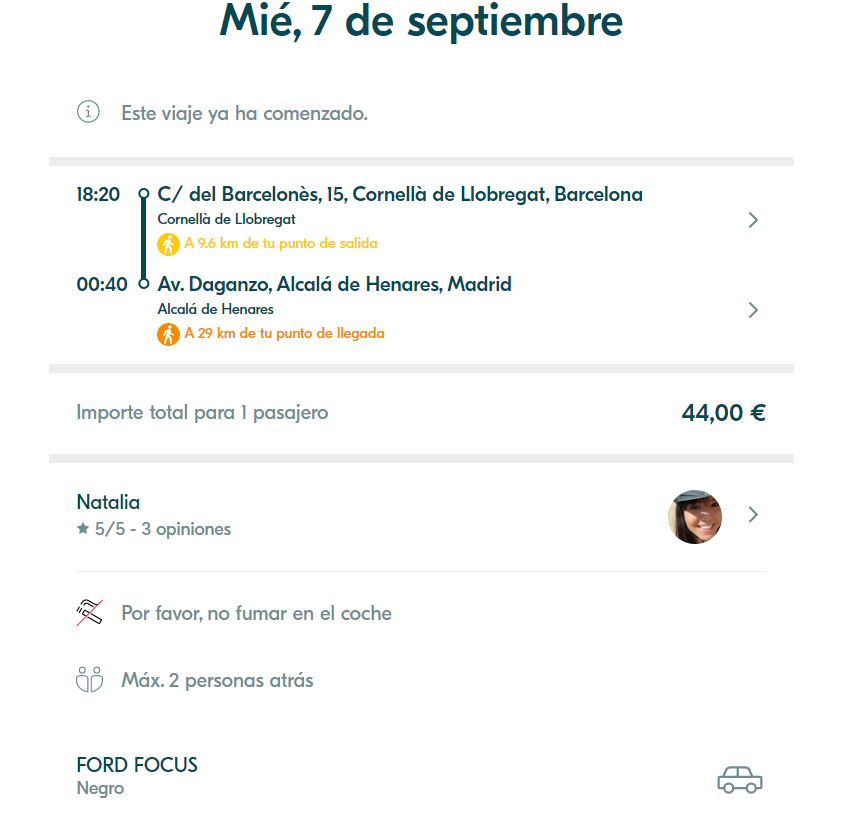 Mié, 7 de septiembre
Este viaje ya ha comenzado.
18:20 C/ del Barcelonès, 15, Cornellà de Llobregat, Barcelona
Cornellà de Llobregat
A 9.6 km de tu punto de salida
00:40 Av. Daganzo, Alcalá de Henares, Madrid
Alcalá de Henares
A 29 km de tu punto de llegada
Importe total para 1 pasajero 44,00 €
Natalia
5/5 - 3 opiniones
Por favor, no fumar en el coche
Máx. 2 personas atrás
FORD FOCUS
Negro